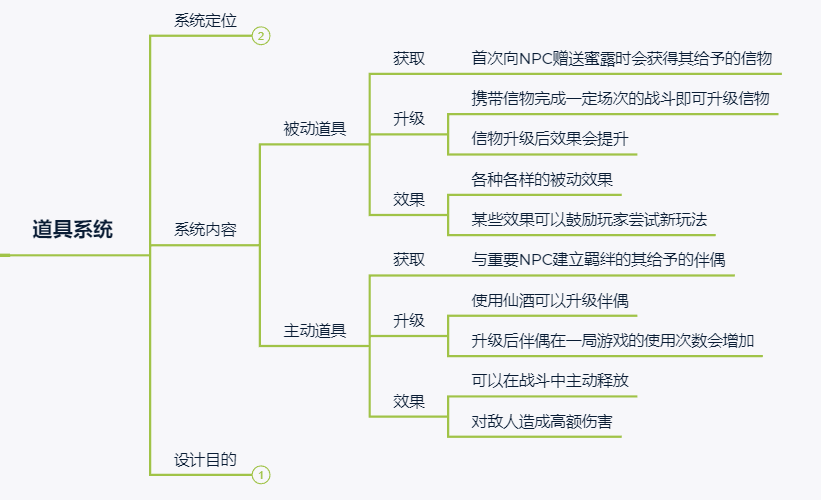 道具系统
系统定位
2
系统内容
被动道具
获取
首次向NPC赠送蜜露时会获得其给予的信物
升级
携带信物完成一定场次的战斗即可升级信物
信物升级后效果会提升
效果
各种各样的被动效果
某些效果可以鼓励玩家尝试新玩法
主动道具
获取
与重要NPC建立羁绊的其给予的伴偶
升级
使用仙酒可以升级伴偶
升级后伴偶在一局游戏的使用次数会增加
效果
可以在战斗中主动释放
对敌人造成高额伤害
设计目的
1